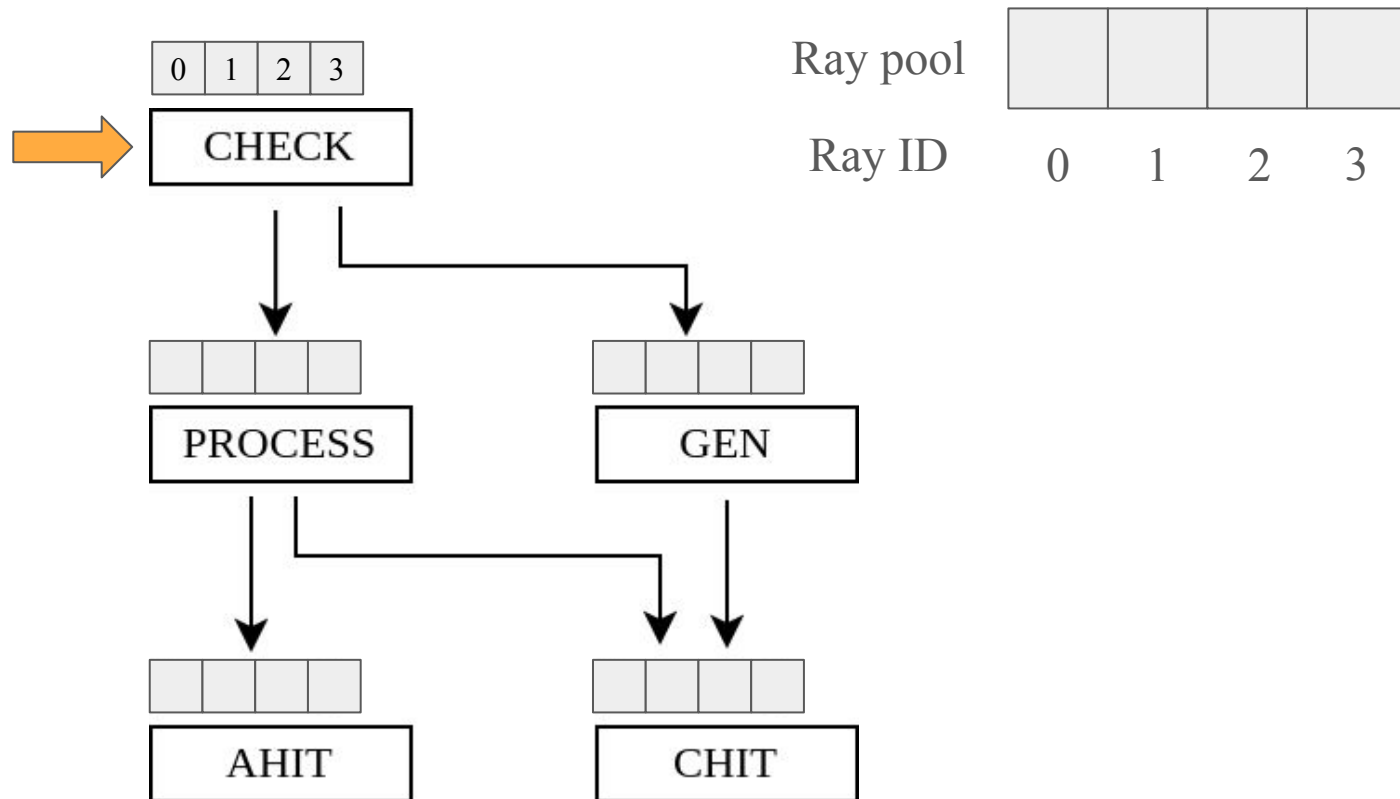 0 1 2 3
Ray pool
CHECK
Ray ID 0 1 2 3
PROCESS
GEN
AHIT
CHIT